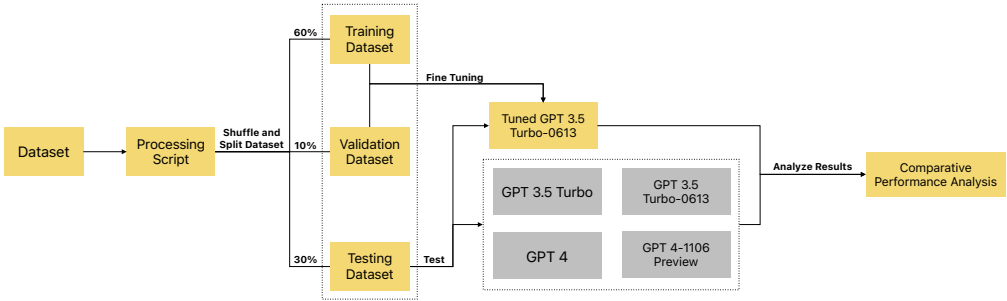 Dataset
Processing
Script
Shuffle and
Split Dataset
60%
10%
30%
Training
Dataset
Validation
Dataset
Testing
Dataset
Fine Tuning
Test
Tuned GPT 3.5
Turbo-0613
GPT 3.5 Turbo
GPT 3.5
Turbo-0613
GPT 4
GPT 4-1106
Preview
Analyze Results
Comparative
Performance Analysis